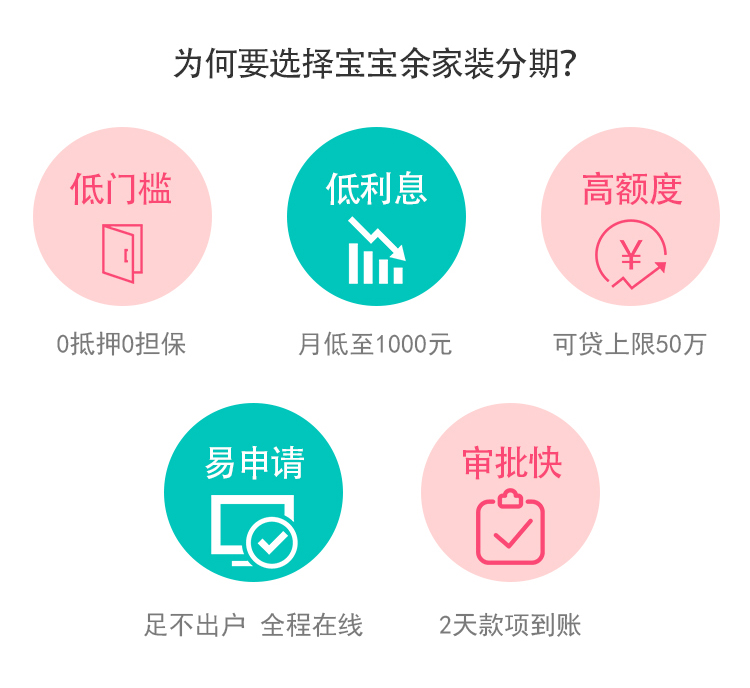 为何要选择宝宝余家装分期?
低门槛
低利息
高额度
¥
0抵押0担保
月低至1000元
可贷上限50万
易申请
审批快
足不出户 全程在线
2天款项到账